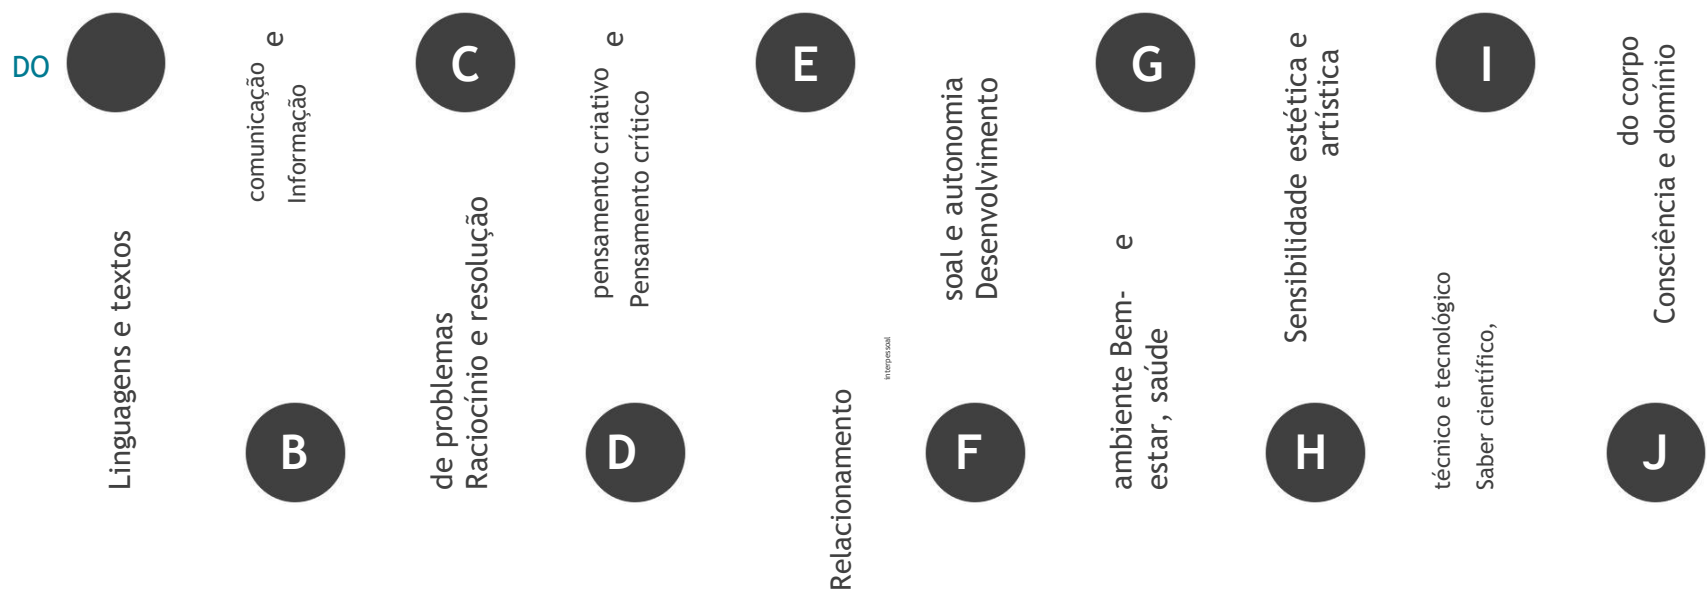 DO
Linguagens e textos
B
comunicação e
Informação
C
de problemas
Raciocínio e resolução
D
pensamento criativo e
Pensamento crítico
E
Relacionamento
interpessoal
F
soal e autonomia
Desenvolvimento
G
ambiente Bem- e
estar, saúde
H
Sensibilidade estética e
artística
I
técnico e tecnológico
Saber científico,
J
do corpo
Consciência e domínio